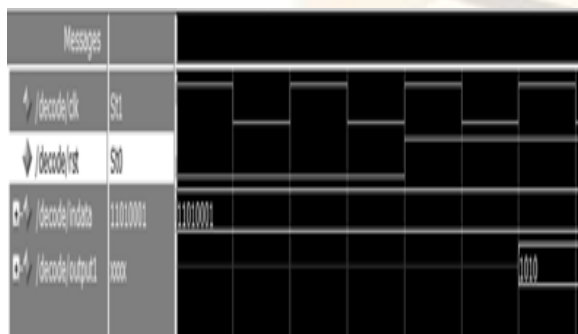 Messages
/decode/clk St1
/decode/rst St0
/decode/indata 11010001 11010001
/decode/output1 xxxx 1010